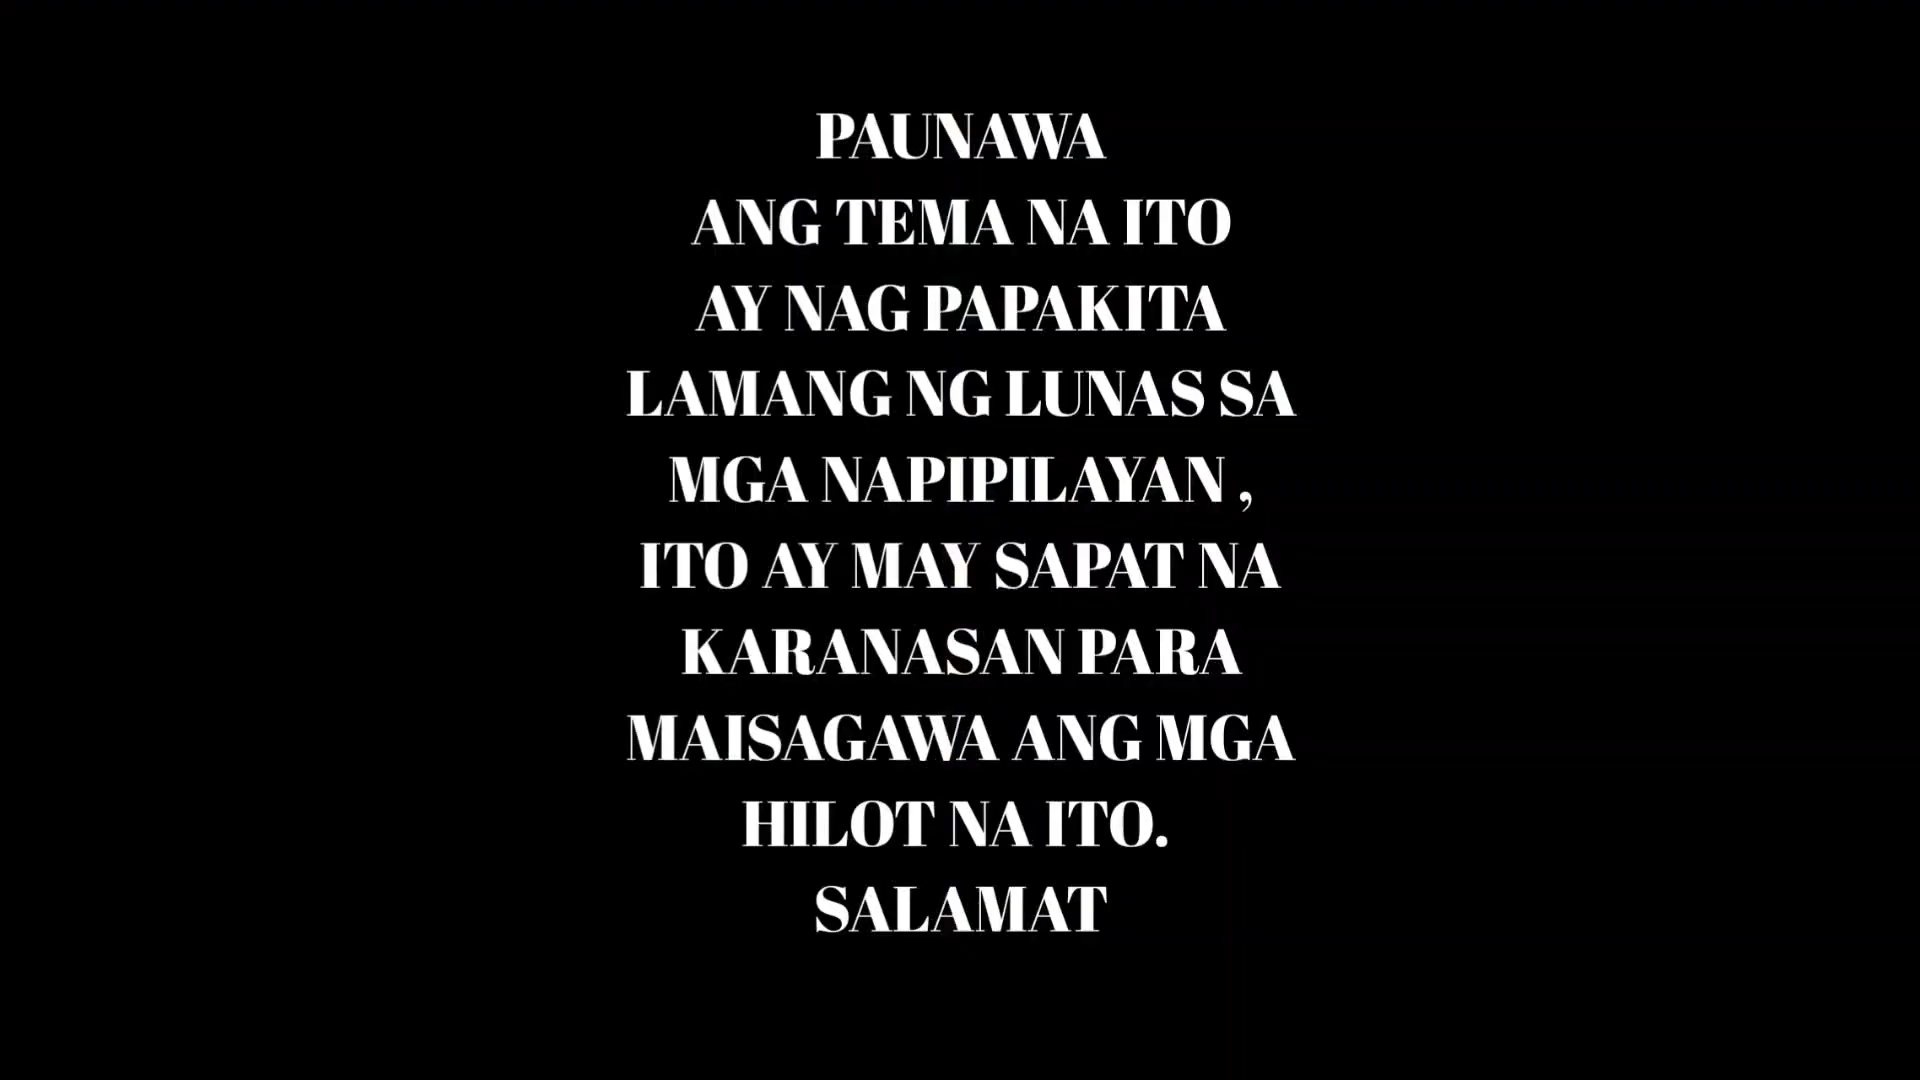 PAUNAWA
ANG TEMA NA ITO
AY NAG PAPAKITA
LAMANG NG LUNAS SA
MGA NAPIPILAYAN ,
ITO AY MAY SAPAT NA
KARANASAN PARA
MAISAGAWA ANG MGA
HILOT NA ITO.
SALAMAT